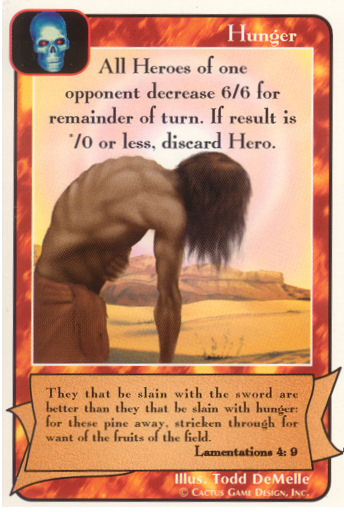 Hunger
All Heroes of one
opponent decrease 6/6 for
remainder of turn. If result is
*/0 or less, discard Hero.
They that be slain with the sword are
better than they that be slain with hunger:
for these pine away, stricken through for
want of the fruits of the field.
Lamentations 4: 9
Illus. Todd DeMelle
© Cactus Game Design, Inc.